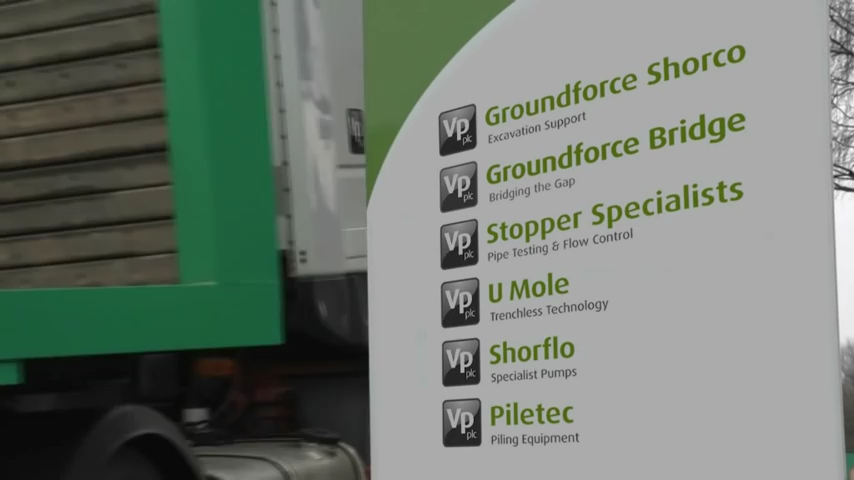 Vp plc
Groundforce Shorco
Excavation Support
Vp plc
Groundforce Bridge
Bridging the Gap
Vp plc
Stopper Specialists
Pipe Testing & Flow Control
Vp plc
U Mole
Trenchless Technology
Vp plc
Shorflo
Specialist Pumps
Vp plc
Piletec
Piling Equipment